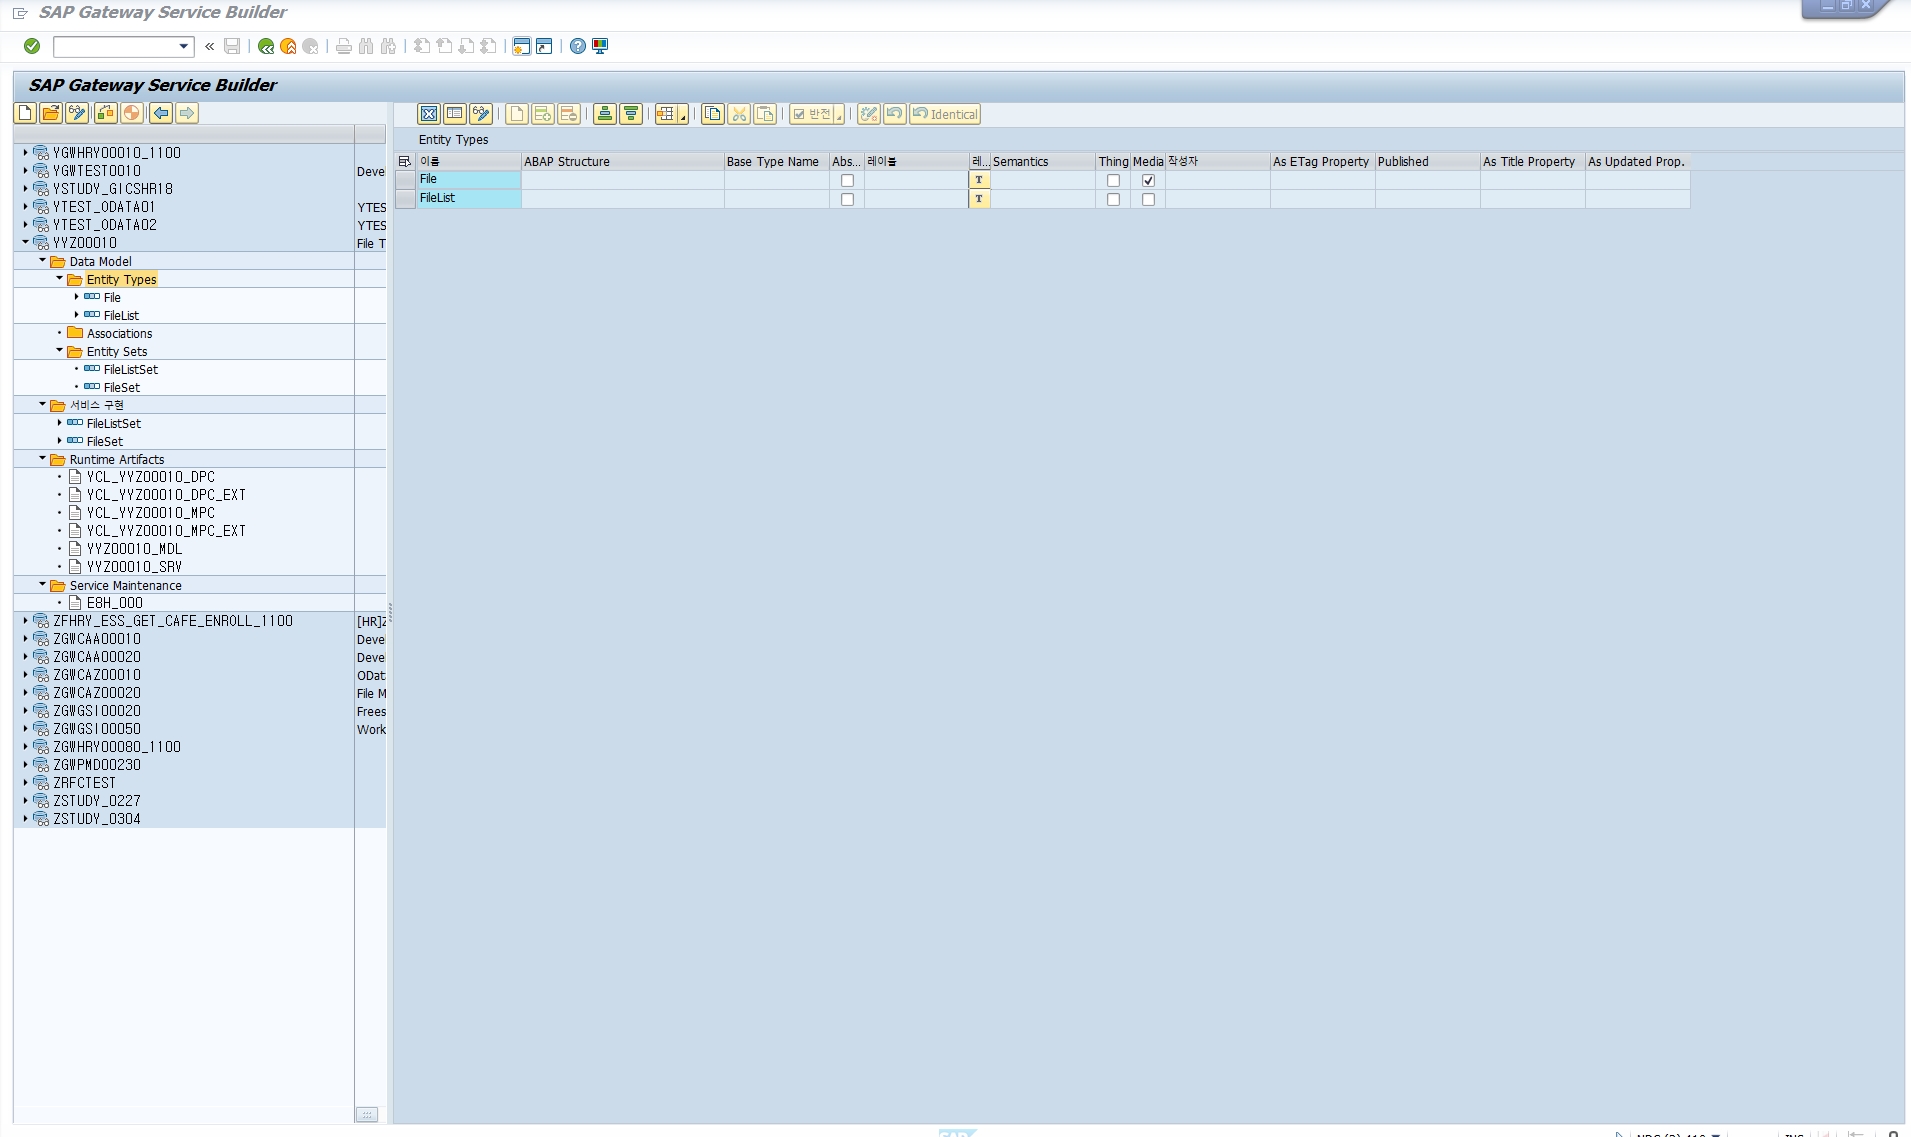 SAP Gateway Service Builder
SAP Gateway Service Builder
반전
Identical
Entity Types
이름 ABAP Structure Base Type Name Abs... 레이블 레... Semantics Thing Media 작성자 As ETag Property Published As Title Property As Updated Prop.
File T
FileList T
YGWHRY00010_1100
YGWTEST0010 Devel
YSTUDY_GICSHR18
YTEST_ODATA01 YTES
YTEST_ODATA02 YTES
YYZ00010 File T
Data Model
Entity Types
File
FileList
Associations
Entity Sets
FileListSet
FileSet
서비스 구현
FileListSet
FileSet
Runtime Artifacts
YCL_YYZ00010_DPC
YCL_YYZ00010_DPC_EXT
YCL_YYZ00010_MPC
YCL_YYZ00010_MPC_EXT
YYZ00010_MDL
YYZ00010_SRV
Service Maintenance
E8H_000
ZFHRY_ESS_GET_CAFE_ENROLL_1100 [HR]Z
ZGWCAA00010 Devel
ZGWCAA00020 Devel
ZGWCAZ00010 OData
ZGWCAZ00020 File M
ZGWGSI00020 Frees
ZGWGSI00050 Work
ZGWHRY00080_1100
ZGWPMD00230
ZRFCTEST
ZSTUDY_0227
ZSTUDY_0304
SAP